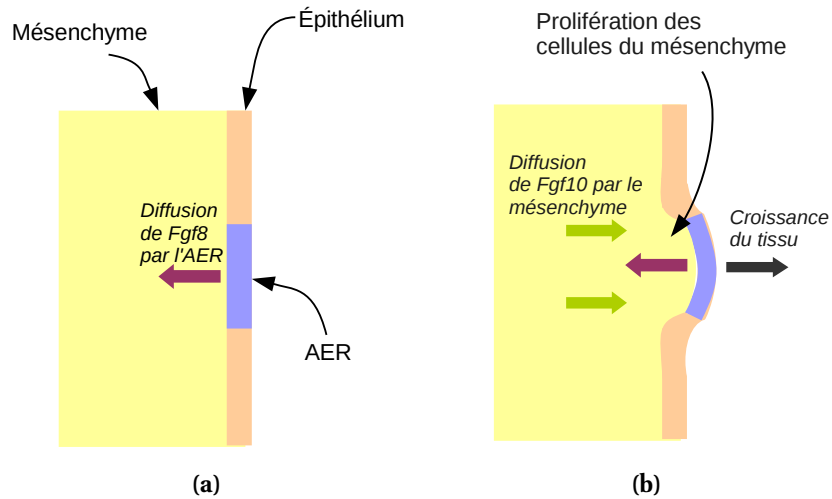 Mésenchyme
Épithélium
Diffusion
de Fgf8
par l'AER
AER
(a)
Prolifération des
cellules du mésenchyme
Diffusion
de Fgf10 par le
mésenchyme
Croissance
du tissu
(b)